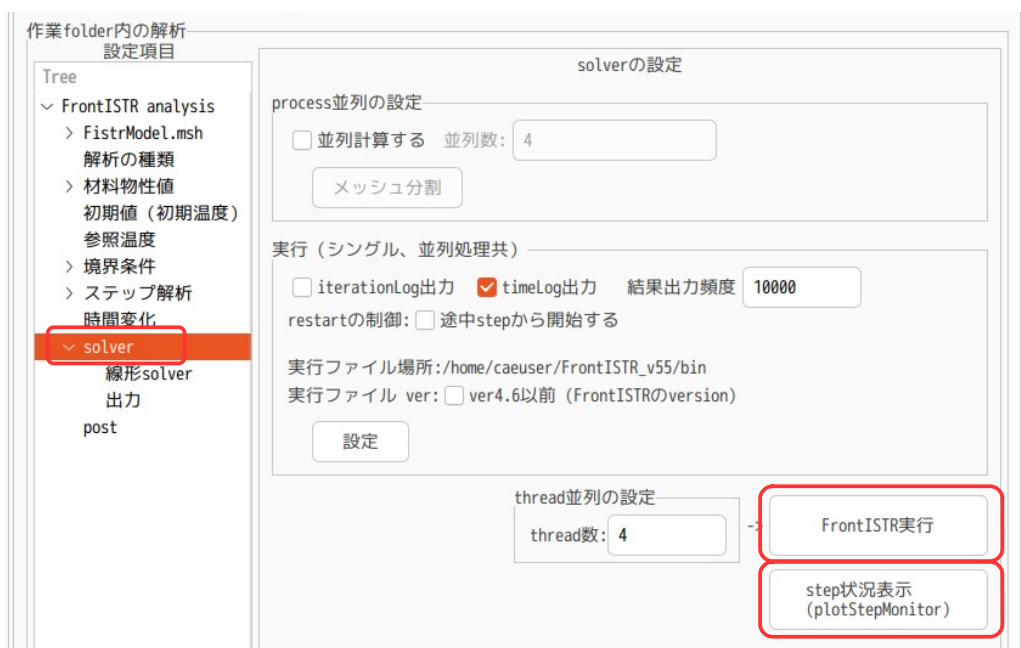 作業folder内の解析
設定項目
Tree
FrontISTR analysis
FistrModel.msh
解析の種類
材料物性値
初期値（初期温度）
参照温度
境界条件
ステップ解析
時間変化
solver
線形solver
出力
post
solverの設定
process並列の設定
並列計算する 並列数: 4
メッシュ分割
実行（シングル、並列処理共）
iterationLog出力 timeLog出力 結果出力頻度 10000
restartの制御: 途中stepから開始する
実行ファイル場所:/home/caeuser/FrontISTR_v55/bin
実行ファイル ver: ver4.6以前（FrontISTRのversion）
設定
thread並列の設定
thread数: 4
->
FrontISTR実行
step状況表示
(plotStepMonitor)